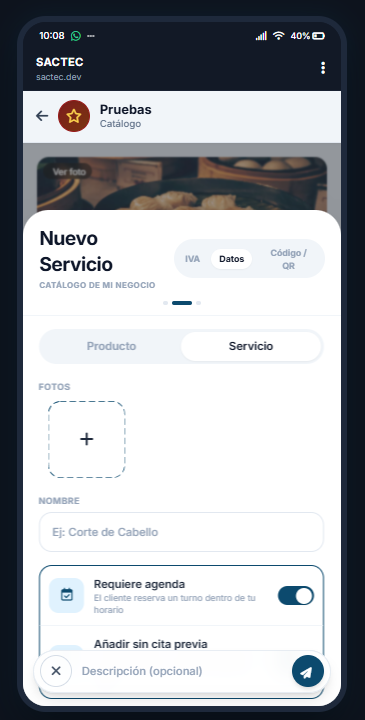 10:08
40%
SACTEC
sactec.dev
Pruebas
Catálogo
Ver foto
Nuevo
Servicio
CATÁLOGO DE MI NEGOCIO
IVA
Datos
Código /
QR
Producto
Servicio
FOTOS
+
NOMBRE
Ej: Corte de Cabello
Requiere agenda
El cliente reserva un turno dentro de tu
horario
Añadir sin cita previa
Descripción (opcional)